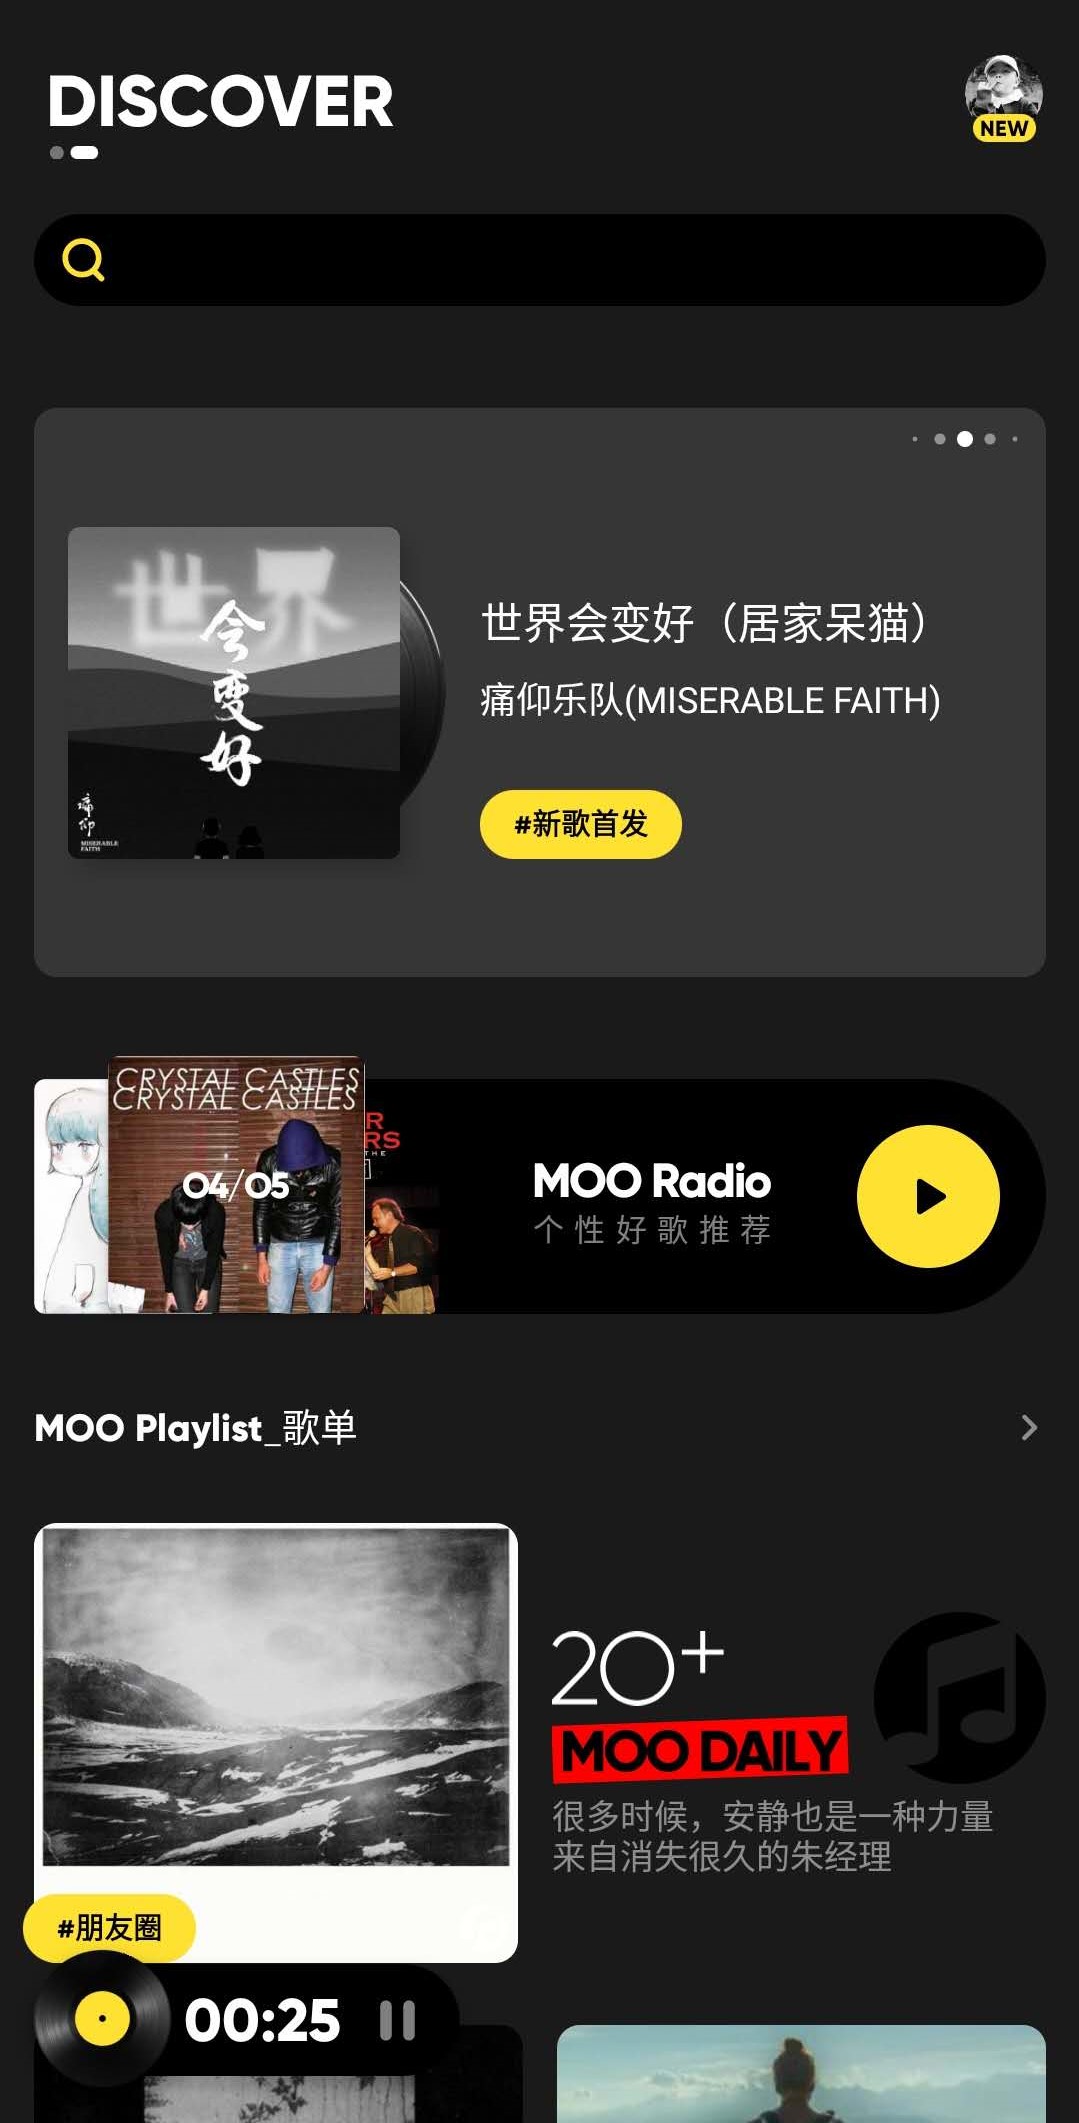 DISCOVER
NEW
世界
会变好
痛仰
MISERABLE
FAITH
世界会变好（居家呆猫）
痛仰乐队(MISERABLE FAITH)
#新歌首发
CRYSTAL CASTLES
CRYSTAL CASTLES
04/05
R
RS
THE
MOO Radio
个性好歌推荐
MOO Playlist_歌单
20+
MOO DAILY
很多时候，安静也是一种力量
来自消失很久的朱经理
#朋友圈
00:25